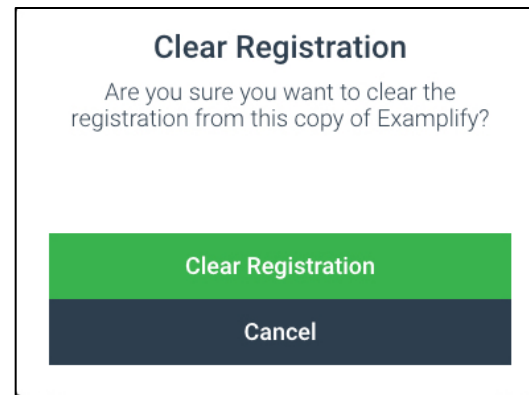 Clear Registration
Are you sure you want to clear the
registration from this copy of Examplify?
Clear Registration
Cancel